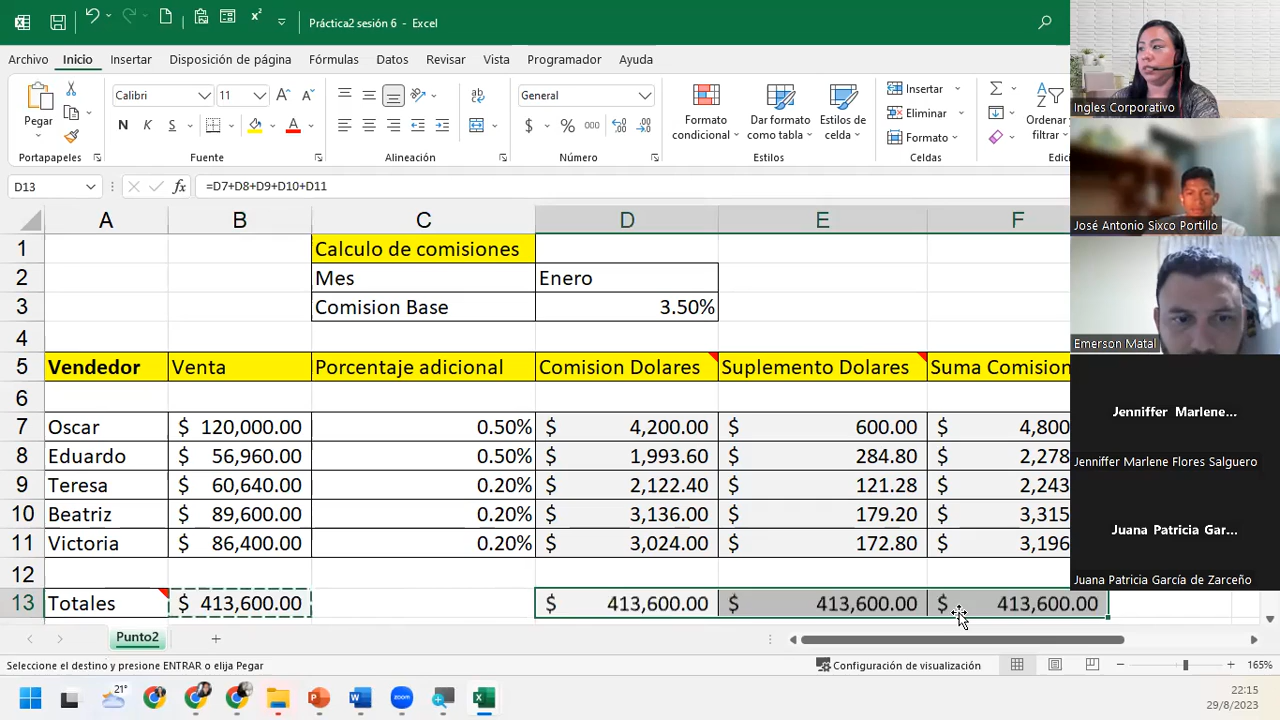 Práctica2 sesión 6 - Excel
Archivo Inicio Insertar Disposición de página Fórmulas Datos Revisar Vista Programador Ayuda
Pegar
Portapapeles
Calibri 11
N K S
Fuente
Alineación
General
$ % 000
Número
Formato condicional
Dar formato como tabla
Estilos de celda
Estilos
Insertar
Eliminar
Formato
Celdas
Ordenar
filtrar
Edici
D13 fx =D7+D8+D9+D10+D11
A B C D E F
1 Calculo de comisiones
2 Mes Enero
3 Comision Base 3.50%
4
5 Vendedor Venta Porcentaje adicional Comision Dolares Suplemento Dolares Suma Comision
6
7 Oscar $ 120,000.00 0.50% $ 4,200.00 $ 600.00 $ 4,800
8 Eduardo $ 56,960.00 0.50% $ 1,993.60 $ 284.80 $ 2,278
9 Teresa $ 60,640.00 0.20% $ 2,122.40 $ 121.28 $ 2,243
10 Beatriz $ 89,600.00 0.20% $ 3,136.00 $ 179.20 $ 3,315
11 Victoria $ 86,400.00 0.20% $ 3,024.00 $ 172.80 $ 3,196
12
13 Totales $ 413,600.00 $ 413,600.00 $ 413,600.00 $ 413,600.00
Punto2
Seleccione el destino y presione ENTRAR o elija Pegar
Configuración de visualización
165%
21°
zoom
22:15
29/8/2023
Ingles Corporativo
José Antonio Sixco Portillo
Emerson Matal
Jenniffer Marlene...
Jenniffer Marlene Flores Salguero
Juana Patricia Gar...
Juana Patricia García de Zarceño